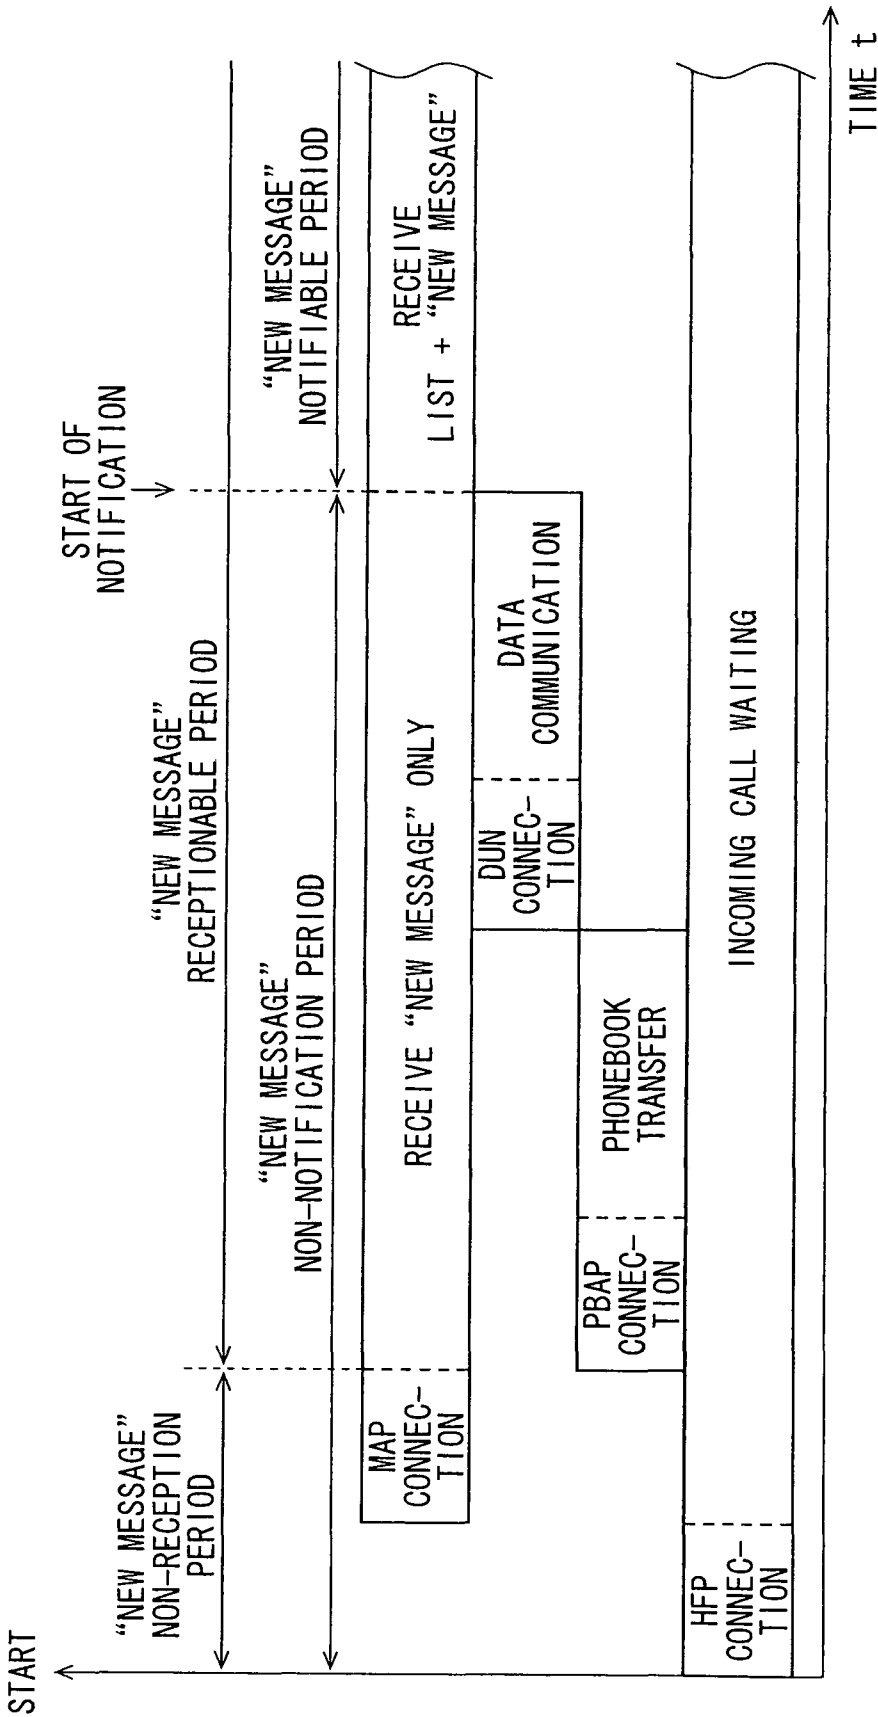 START
START OF
NOTIFICATION
“NEW MESSAGE”
NON-RECEPTION
PERIOD
“NEW MESSAGE”
RECEPTIONABLE PERIOD
“NEW MESSAGE”
NON-NOTIFICATION PERIOD
“NEW MESSAGE”
NOTIFIABLE PERIOD
MAP
CONNEC-
TION
RECEIVE “NEW MESSAGE” ONLY
RECEIVE
LIST + “NEW MESSAGE”
DUN
CONNEC-
TION
DATA
COMMUNICATION
PBAP
CONNEC-
TION
PHONEBOOK
TRANSFER
HFP
CONNEC-
TION
INCOMING CALL WAITING
TIME t